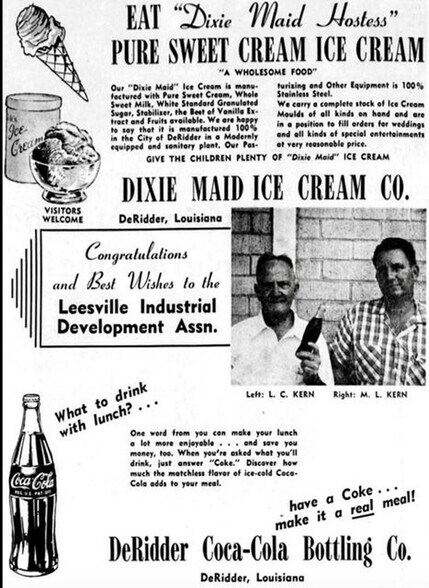 EAT "Dixie Maid Hostess"
PURE SWEET CREAM ICE CREAM
"A WHOLESOME FOOD"
Our "Dixie Maid" Ice Cream is manu-
factured with Pure Sweet Cream, Whole
Sweet Milk, White Standard Granulated
Sugar, Stabilizer, the Best of Vanilla Ex-
tract and Fruits available. We are happy
to say that it is manufactured 100%
in the City of DeRidder in a Modernly
equipped and sanitary plant. Our Pas-
turizing and Other Equipment is 100%
Stainless Steel.
We carry a complete stock of Ice Cream
Moulds of all kinds on hand and are
in a position to fill orders for weddings
and all kinds of special entertainments
at very reasonable price.
GIVE THE CHILDREN PLENTY OF "Dixie Maid" ICE CREAM
Ice-
Cream
VISITORS
WELCOME
DIXIE MAID ICE CREAM CO.
DeRidder, Louisiana
Congratulations
and Best Wishes to the
Leesville Industrial
Development Assn.
Left: L. C. KERN Right: M. L. KERN
What to drink
with lunch? . . .
One word from you can make your lunch
a lot more enjoyable . . . and save you
money, too. When you're asked what you'll
drink, just answer "Coke." Discover how
much the matchless flavor of ice-cold Coca-
Cola adds to your meal.
Coca-Cola
REG. U.S. PAT. OFF.
have a Coke . . .
make it a real meal!
DeRidder Coca-Cola Bottling Co.
DeRidder, Louisiana